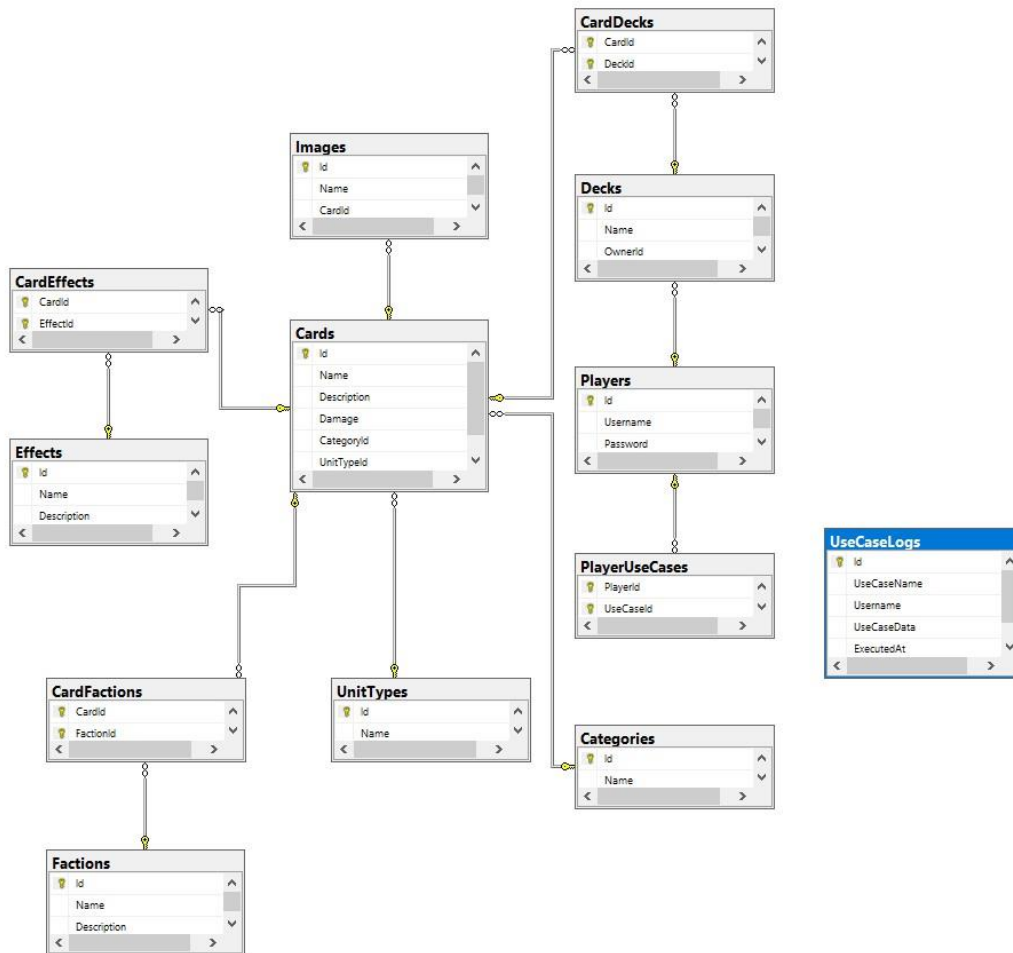 CardDecks
CardId
DeckId
Images
Id
Name
CardId
Decks
Id
Name
OwnerId
CardEffects
CardId
EffectId
Cards
Id
Name
Description
Damage
CategoryId
UnitTypeId
Players
Id
Username
Password
Effects
Id
Name
Description
UseCaseLogs
Id
UseCaseName
Username
UseCaseData
ExecutedAt
PlayerUseCases
PlayerId
UseCaseId
CardFactions
CardId
FactionId
UnitTypes
Id
Name
Categories
Id
Name
Factions
Id
Name
Description